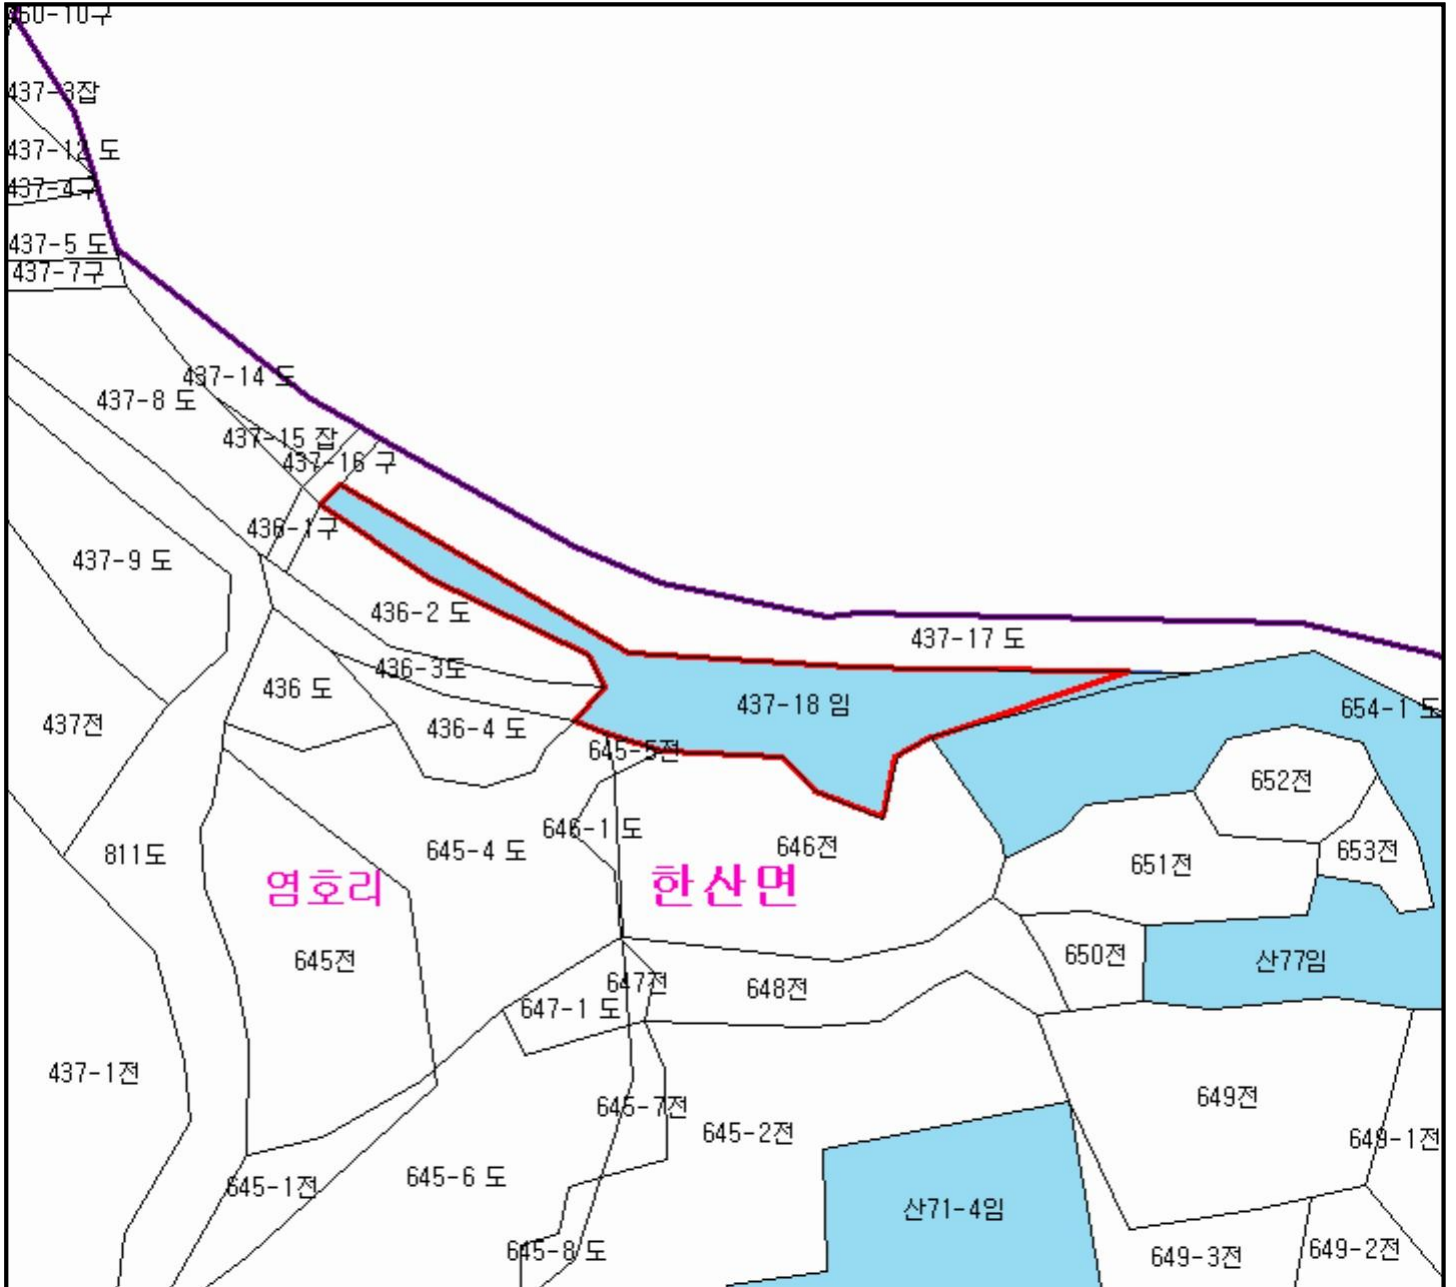 460-10구
437-3잡
437-12 도
437-4구
437-5 도
437-7구
437-14 도
437-8 도
437-15 잡
437-16 구
436-1구
437-9 도
436-2 도
437-17 도
436-3도
436 도
437-18 임
654-1 도
437전
436-4 도
645-5전
652전
646-1 도
811도
645-4 도
646전
651전
653전
염호리
한산면
645전
650전
산77임
647전
648전
647-1 도
437-1전
645-7전
649전
645-2전
649-1전
645-1전
645-6 도
산71-4임
645-8 도
649-3전
649-2전